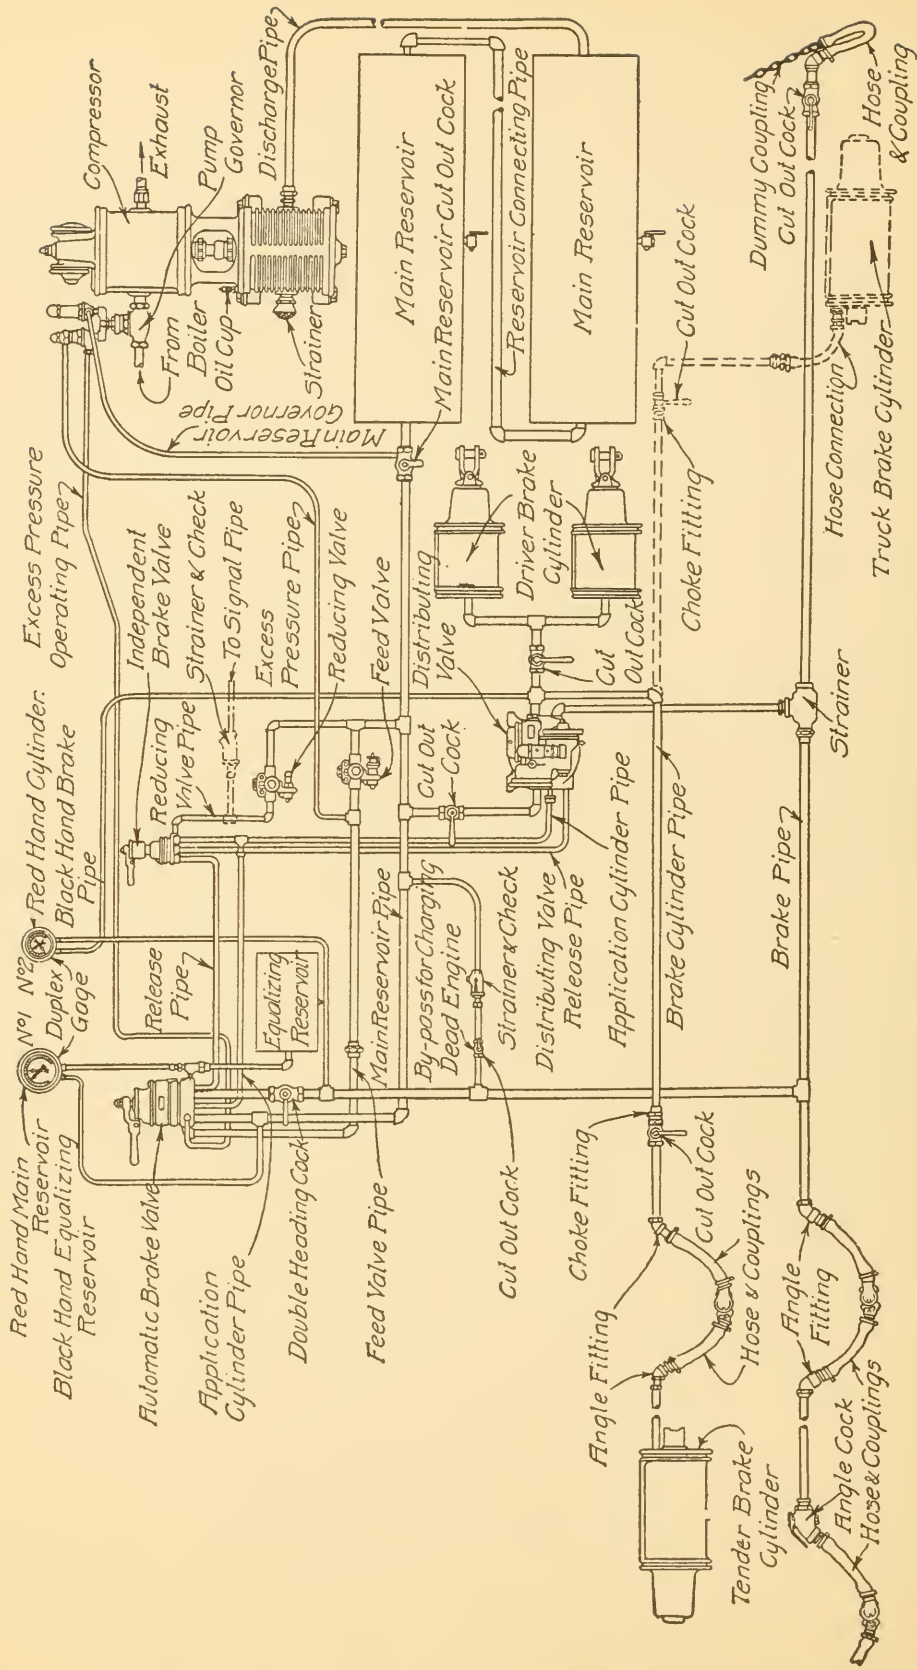 Compressor
Exhaust
Pump
Governor
Discharge Pipe
From
Boiler
Oil Cup
Strainer
Main Reservoir
Main Reservoir Cut Out Cock
Reservoir Connecting Pipe
Main Reservoir
Main Reservoir
Governor Pipe
Excess Pressure
Operating Pipe
Independent
Brake Valve
Strainer & Check
To Signal Pipe
Excess
Pressure Pipe
Reducing Valve
Feed Valve
Reducing
Valve Pipe
Cut Out
Cock
Distributing
Valve
Driver Brake
Cylinder
Cut
Out Cock
Choke Fitting
Cut Out Cock
Dummy Coupling
Cut Out Cock
Hose
& Coupling
Hose Connection
Truck Brake Cylinder
Strainer
Nº1 Nº2
Duplex
Gage
Red Hand Cylinder.
Black Hand Brake
Pipe
Release
Pipe
Equalizing
Reservoir
Main Reservoir Pipe
By-pass for Charging
Dead Engine
Strainer & Check
Distributing Valve
Release Pipe
Application Cylinder Pipe
Brake Cylinder Pipe
Brake Pipe
Red Hand Main
Reservoir
Black Hand Equalizing
Reservoir
Automatic Brake Valve
Application
Cylinder Pipe
Double Heading Cock
Feed Valve Pipe
Cut Out Cock
Choke Fitting
Cut Out Cock
Angle Fitting
Hose & Couplings
Angle
Fitting
Tender Brake
Cylinder
Angle Cock
Hose & Couplings